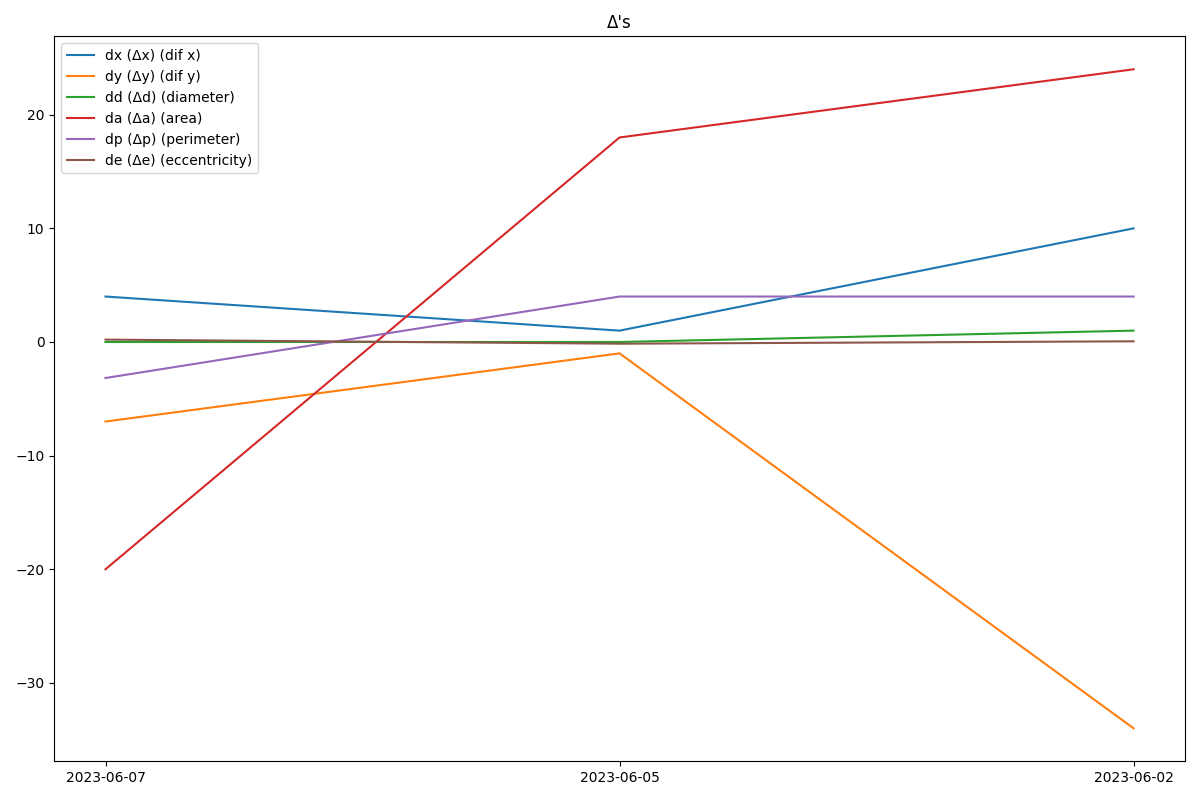 Δ's
dx (Δx) (dif x)
dy (Δy) (dif y)
dd (Δd) (diameter)
da (Δa) (area)
dp (Δp) (perimeter)
de (Δe) (eccentricity)
20
10
0
−10
−20
−30
2023-06-07
2023-06-05
2023-06-02